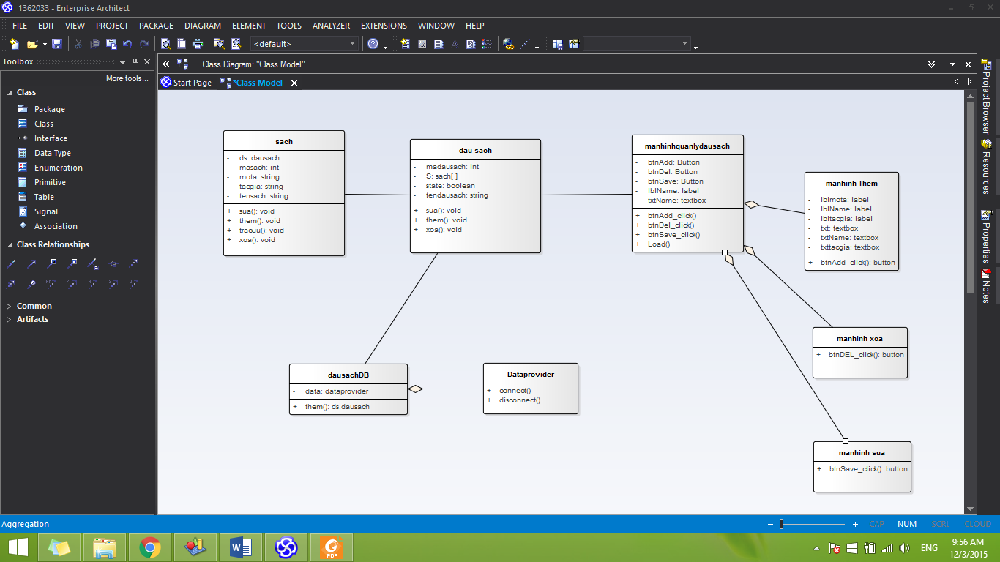 1362033 - Enterprise Architect
FILE EDIT VIEW PROJECT PACKAGE DIAGRAM ELEMENT TOOLS ANALYZER EXTENSIONS WINDOW HELP
<default>
Toolbox
More tools...
Class
Package
Class
Interface
Data Type
Enumeration
Primitive
Table
Signal
Association
Class Relationships
Common
Artifacts
Class Diagram: "Class Model"
Start Page *Class Model
sach
- ds: dausach
- masach: int
- mota: string
- tacgia: string
- tensach: string
+ sua(): void
+ them(): void
+ tracuu(): void
+ xoa(): void
dau sach
- madausach: int
- S: sach[ ]
- state: boolean
- tendausach: string
+ sua(): void
+ them(): void
+ xoa(): void
manhinhquanlydausach
- btnAdd: Button
- btnDel: Button
- btnSave: Button
- lblName: label
- txtName: textbox
+ btnAdd_click()
+ btnDel_click()
+ btnSave_click()
+ Load()
manhinh Them
- lblmota: label
- lblName: label
- lbltacgia: label
- txt: textbox
- txtName: textbox
- txttacgia: textbox
+ btnAdd_click(): button
manhinh xoa
+ btnDEL_click(): button
dausachDB
- data: dataprovider
+ them(): ds.dausach
Dataprovider
+ connect()
+ disconnect()
manhinh sua
+ btnSave_click(): button
Project Browser
Resources
Properties
Notes
Aggregation
CAP NUM SCRL CLOUD
W
PDF
ENG
9:56 AM
12/3/2015